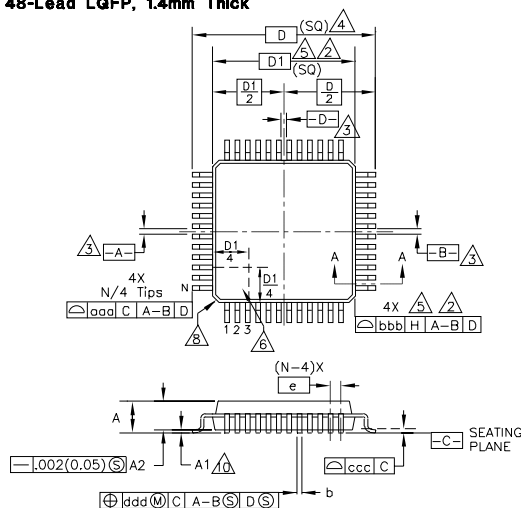 48-Lead LQFP, 1.4mm Thick
D (SQ) 4
D1 5 2
(SQ)
D1 D
2 2
-D- 3
3 -A- D1 4 A A -B- 3
4X
N/4 Tips N D1 4
⌓ aaa C A-B D
4X 5 2
⌓ bbb H A-B D
8 1 2 3 6
(N-4)X
e
A
-C- SEATING
PLANE
— .002(0.05) Ⓢ A2 A1 10 ⌓ ccc C
b
⌖ ddd Ⓜ C A-B Ⓢ D Ⓢ